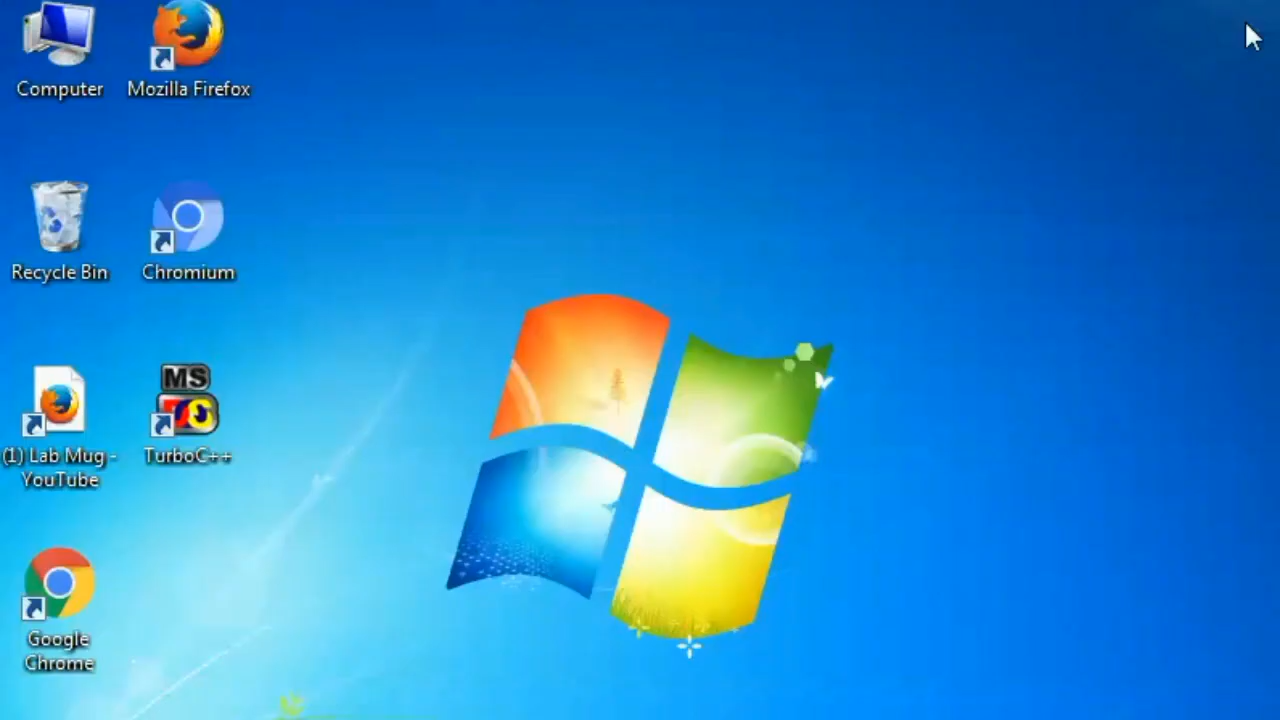 Computer
Mozilla Firefox
Recycle Bin
Chromium
(1) Lab Mug -
YouTube
MS
TurboC++
Google
Chrome